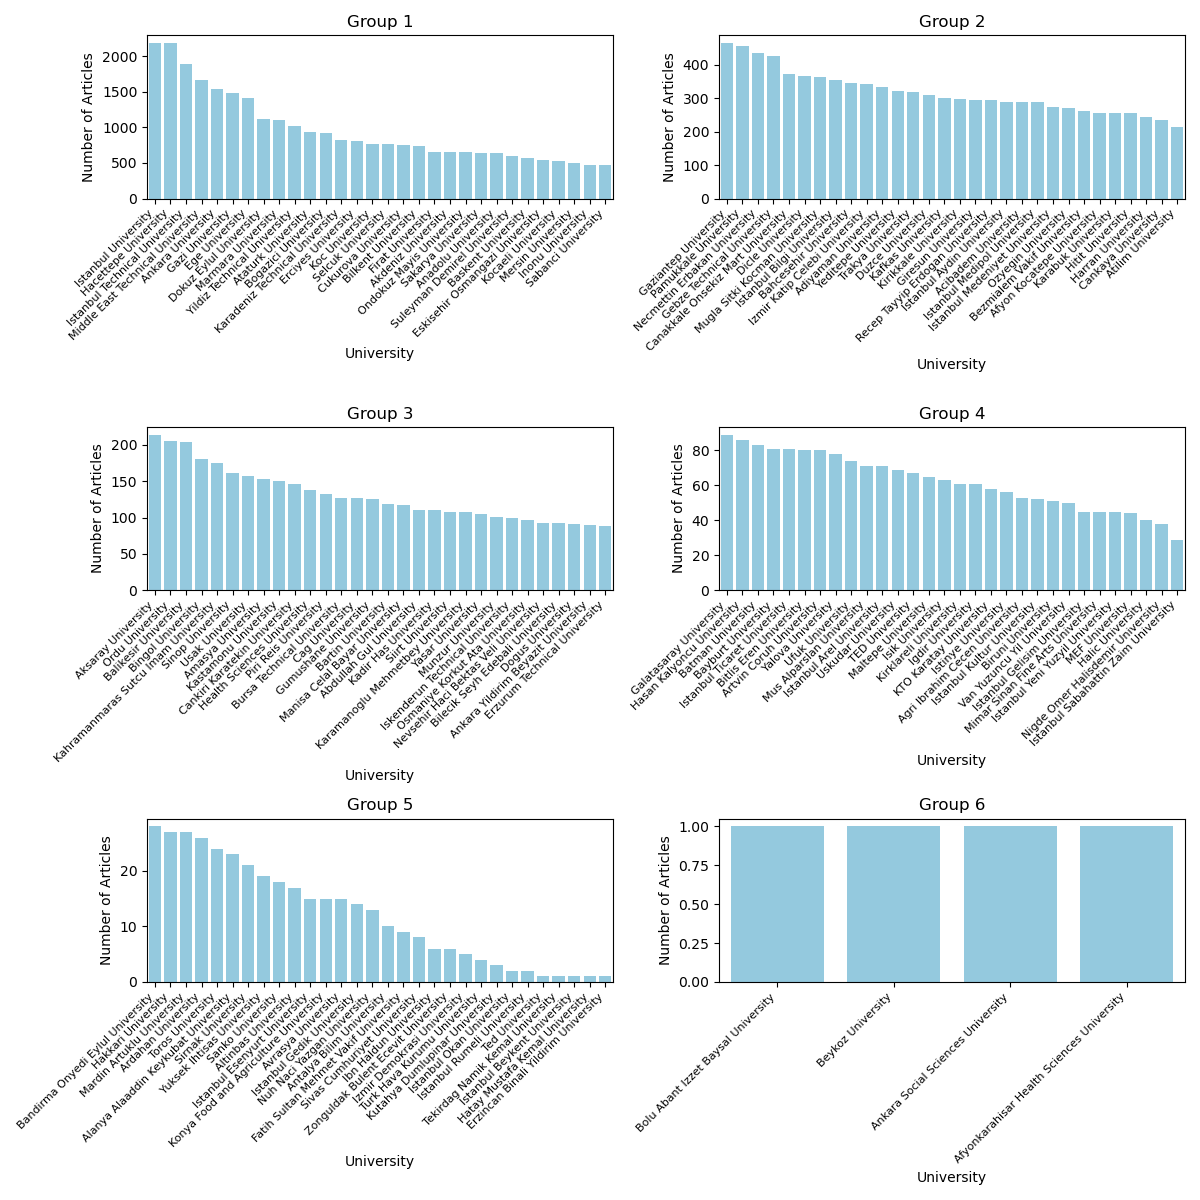 Group 1
Number of Articles
2000
1500
1000
500
0
Istanbul University
Hacettepe University
Istanbul Technical University
Middle East Technical University
Ankara University
Gazi University
Ege University
Dokuz Eylul University
Marmara University
Yildiz Technical University
Ataturk University
Bogazici University
Karadeniz Technical University
Erciyes University
Koc University
Selcuk University
Cukurova University
Bilkent University
Akdeniz University
Firat University
Ondokuz Mayis University
Sakarya University
Anadolu University
Suleyman Demirel University
Baskent University
Eskisehir Osmangazi University
Kocaeli University
Mersin University
Inonu University
Sabanci University
University
Group 2
Number of Articles
400
300
200
100
0
Gaziantep University
Pamukkale University
Necmettin Erbakan University
Gebze Technical University
Canakkale Onsekiz Mart University
Dicle University
Mugla Sitki Kocman University
Istanbul Bilgi University
Bahcesehir University
Izmir Katip Celebi University
Adiyaman University
Yeditepe University
Trakya University
Duzce University
Kafkas University
Kirikkale University
Giresun University
Recep Tayyip Erdogan University
Istanbul Aydin University
Acibadem University
Istanbul Medipol University
Istanbul Medeniyet University
Ozyegin University
Bezmialem Vakif University
Afyon Kocatepe University
Karabuk University
Hitit University
Harran University
Cankaya University
Atilim University
University
Group 3
Number of Articles
200
150
100
50
0
Aksaray University
Ordu University
Balikesir University
Bingol University
Kahramanmaras Sutcu Imam University
Sinop University
Usak University
Amasya University
Kastamonu University
Cankiri Karatekin University
Health Sciences University
Piri Reis University
Bursa Technical University
Cag University
Gumushane University
Bartin University
Manisa Celal Bayar University
Abdullah Gul University
Kadir Has University
Siirt University
Karamanoglu Mehmetbey University
Yasar University
Munzur University
Iskenderun Technical University
Osmaniye Korkut Ata University
Nevsehir Haci Bektas Veli University
Bilecik Seyh Edebali University
Dogus University
Ankara Yildirim Beyazit University
Erzurum Technical University
University
Group 4
Number of Articles
80
60
40
20
0
Galatasaray University
Hasan Kalyoncu University
Batman University
Bayburt University
Istanbul Ticaret University
Bitlis Eren University
Artvin Coruh University
Yalova University
Ufuk University
Mus Alparslan University
Istanbul Arel University
Uskudar University
TED University
Maltepe University
Isik University
Kirklareli University
Igdir University
KTO Karatay University
Istinye University
Agri Ibrahim Cecen University
Istanbul Kultur University
Biruni University
Van Yuzuncu Yil University
Istanbul Gelisim University
Mimar Sinan Fine Arts University
Istanbul Yeni Yuzyil University
MEF University
Halic University
Nigde Omer Halisdemir University
Istanbul Sabahattin Zaim University
University
Group 5
Number of Articles
20
10
0
Bandirma Onyedi Eylul University
Hakkari University
Mardin Artuklu University
Ardahan University
Toros University
Alanya Alaaddin Keykubat University
Sirnak University
Yuksek Ihtisas University
Sanko University
Altinbas University
Istanbul Esenyurt University
Konya Food and Agriculture University
Avrasya University
Istanbul Gedik University
Nuh Naci Yazgan University
Antalya Bilim University
Fatih Sultan Mehmet Vakif University
Sivas Cumhuriyet University
Ibn Haldun University
Zonguldak Bulent Ecevit University
Izmir Demokrasi University
Turk Hava Kurumu University
Kutahya Dumlupinar University
Istanbul Okan University
Istanbul Rumeli University
Ted University
Tekirdag Namik Kemal University
Istanbul Beykent University
Hatay Mustafa Kemal University
Erzincan Binali Yildirim University
University
Group 6
Number of Articles
1.00
0.75
0.50
0.25
0.00
Bolu Abant Izzet Baysal University
Beykoz University
Ankara Social Sciences University
Afyonkarahisar Health Sciences University
University